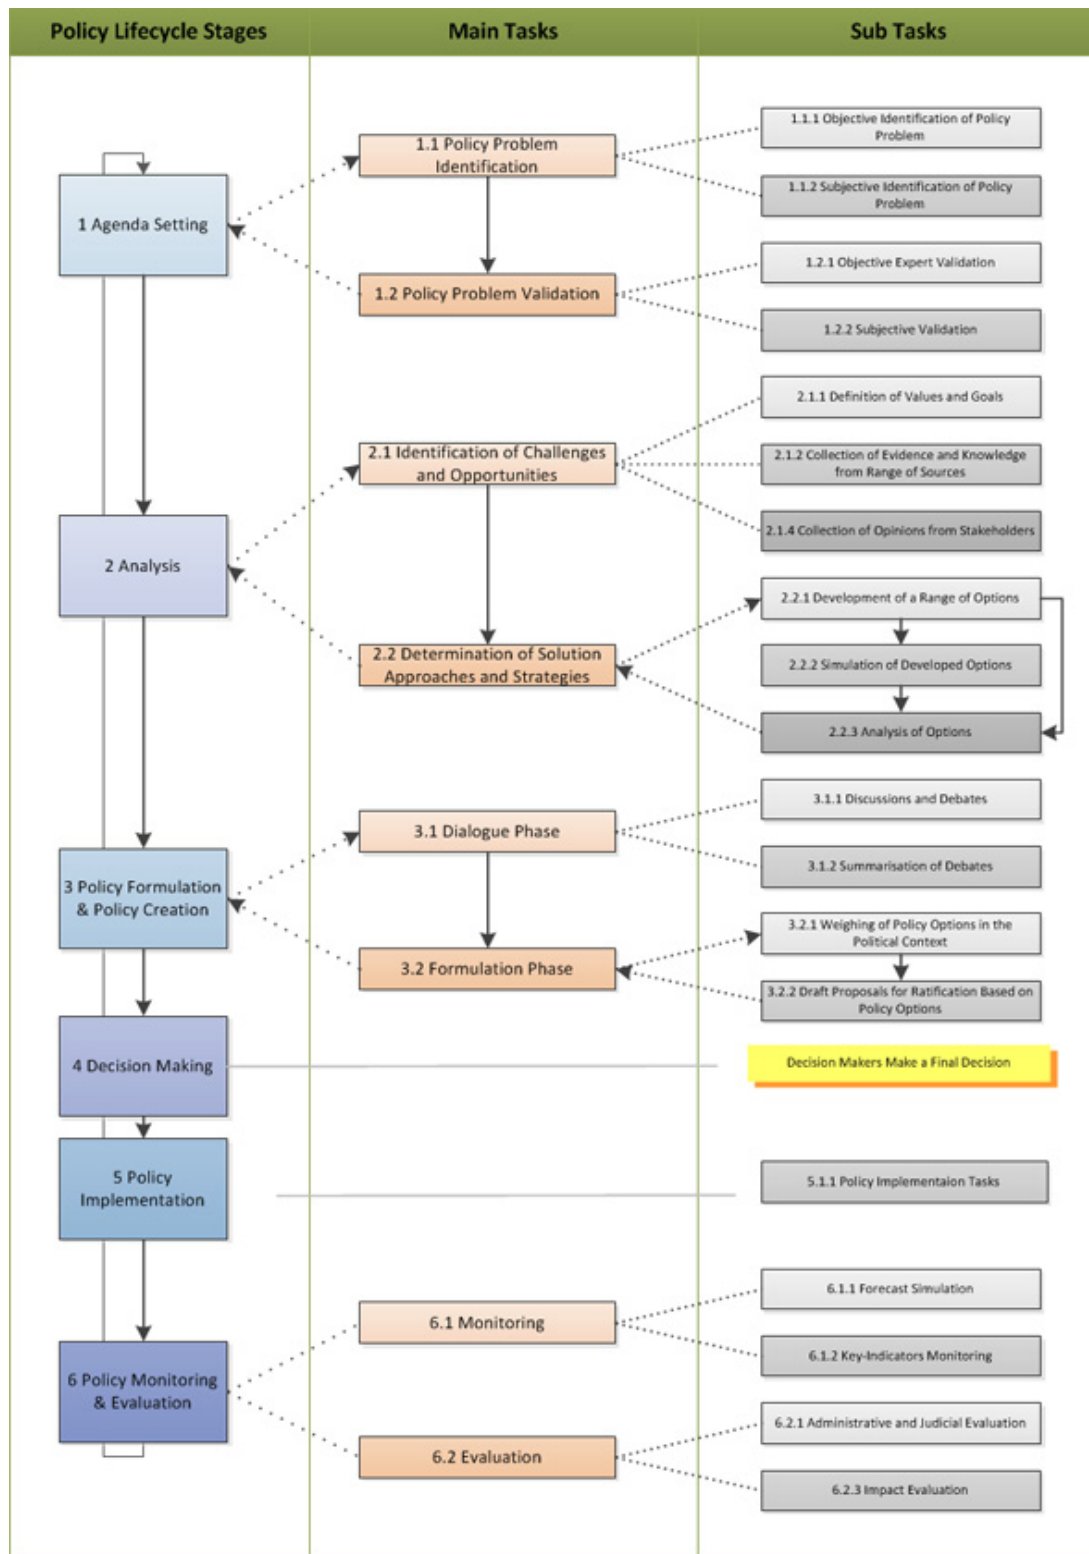 Policy Lifecycle Stages
Main Tasks
Sub Tasks
1 Agenda Setting
1.1 Policy Problem
Identification
1.1.1 Objective Identification of Policy
Problem
1.1.2 Subjective Identification of Policy
Problem
1.2 Policy Problem Validation
1.2.1 Objective Expert Validation
1.2.2 Subjective Validation
2 Analysis
2.1 Identification of Challenges
and Opportunities
2.1.1 Definition of Values and Goals
2.1.2 Collection of Evidence and Knowledge
from Range of Sources
2.1.4 Collection of Opinions from Stakeholders
2.2 Determination of Solution
Approaches and Strategies
2.2.1 Development of a Range of Options
2.2.2 Simulation of Developed Options
2.2.3 Analysis of Options
3 Policy Formulation
& Policy Creation
3.1 Dialogue Phase
3.1.1 Discussions and Debates
3.1.2 Summarisation of Debates
3.2 Formulation Phase
3.2.1 Weighing of Policy Options in the
Political Context
3.2.2 Draft Proposals for Ratification Based on
Policy Options
4 Decision Making
Decision Makers Make a Final Decision
5 Policy
Implementation
5.1.1 Policy Implementaion Tasks
6 Policy Monitoring
& Evaluation
6.1 Monitoring
6.1.1 Forecast Simulation
6.1.2 Key-Indicators Monitoring
6.2 Evaluation
6.2.1 Administrative and Judicial Evaluation
6.2.3 Impact Evaluation